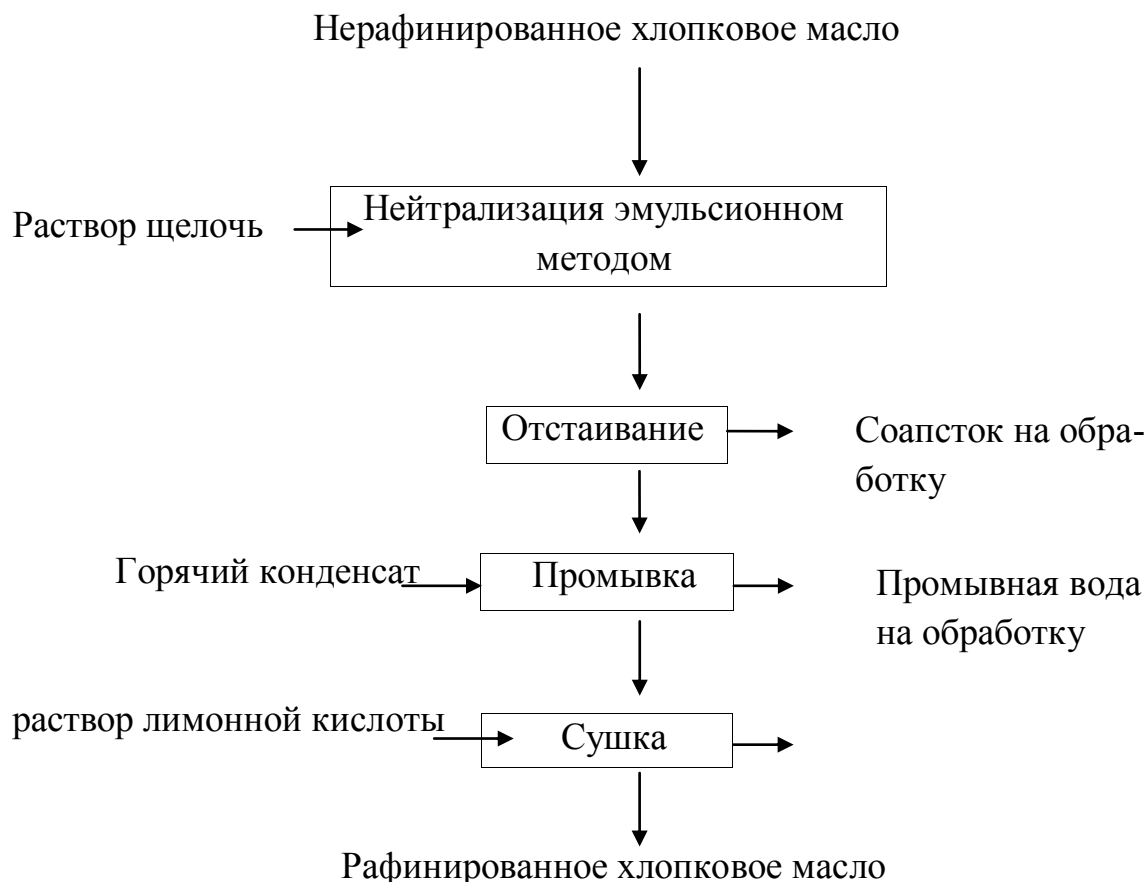 Нерафинированное хлопковое масло
Раствор щелочь
Нейтрализация эмульсионном
методом
Отстаивание
Соапсток на обра-
ботку
Горячий конденсат
Промывка
Промывная вода
на обработку
раствор лимонной кислоты
Сушка
Рафинированное хлопковое масло